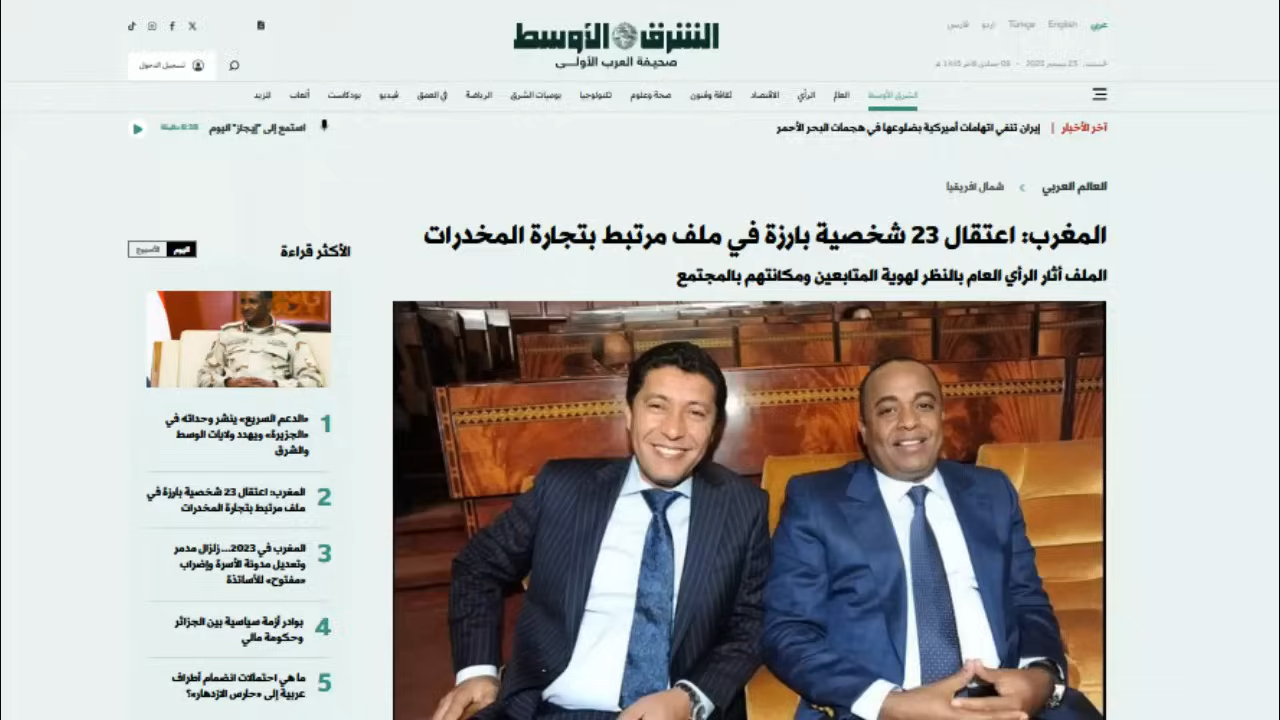 عربي
English
Türkçe
اردو
فارسى
الشرق الأوسط
صحيفة العرب الأولى
تسجيل الدخول
الشرق الأوسط
العالم
الرأي
الاقتصاد
ثقافة وفنون
صحة وعلوم
تكنولوجيا
يوميات الشرق
الرياضة
في العمق
فيديو
بودكاست
ألعاب
المزيد
آخر الأخبار | إيران تنفي اتهامات أميركية بضلوعها في هجمات البحر الأحمر
استمع إلى "إيجاز" اليوم
العالم العربي
شمال افريقيا
المغرب: اعتقال 23 شخصية بارزة في ملف مرتبط بتجارة المخدرات
الملف أثار الرأي العام بالنظر لهوية المتابعين ومكانتهم بالمجتمع
الأكثر قراءة
اليوم
الأسبوع
1
«الدعم السريع» ينشر وحداته في
«الجزيرة» ويهدد ولايات الوسط
والشرق
2
المغرب: اعتقال 23 شخصية بارزة في
ملف مرتبط بتجارة المخدرات
3
المغرب في 2023... زلزال مدمر
وتعديل مدونة الأسرة وإضراب
«مفتوح» للأساتذة
4
بوادر أزمة سياسية بين الجزائر
وحكومة مالي
5
ما هي احتمالات انضمام أطراف
عربية إلى «حارس الازدهار»؟